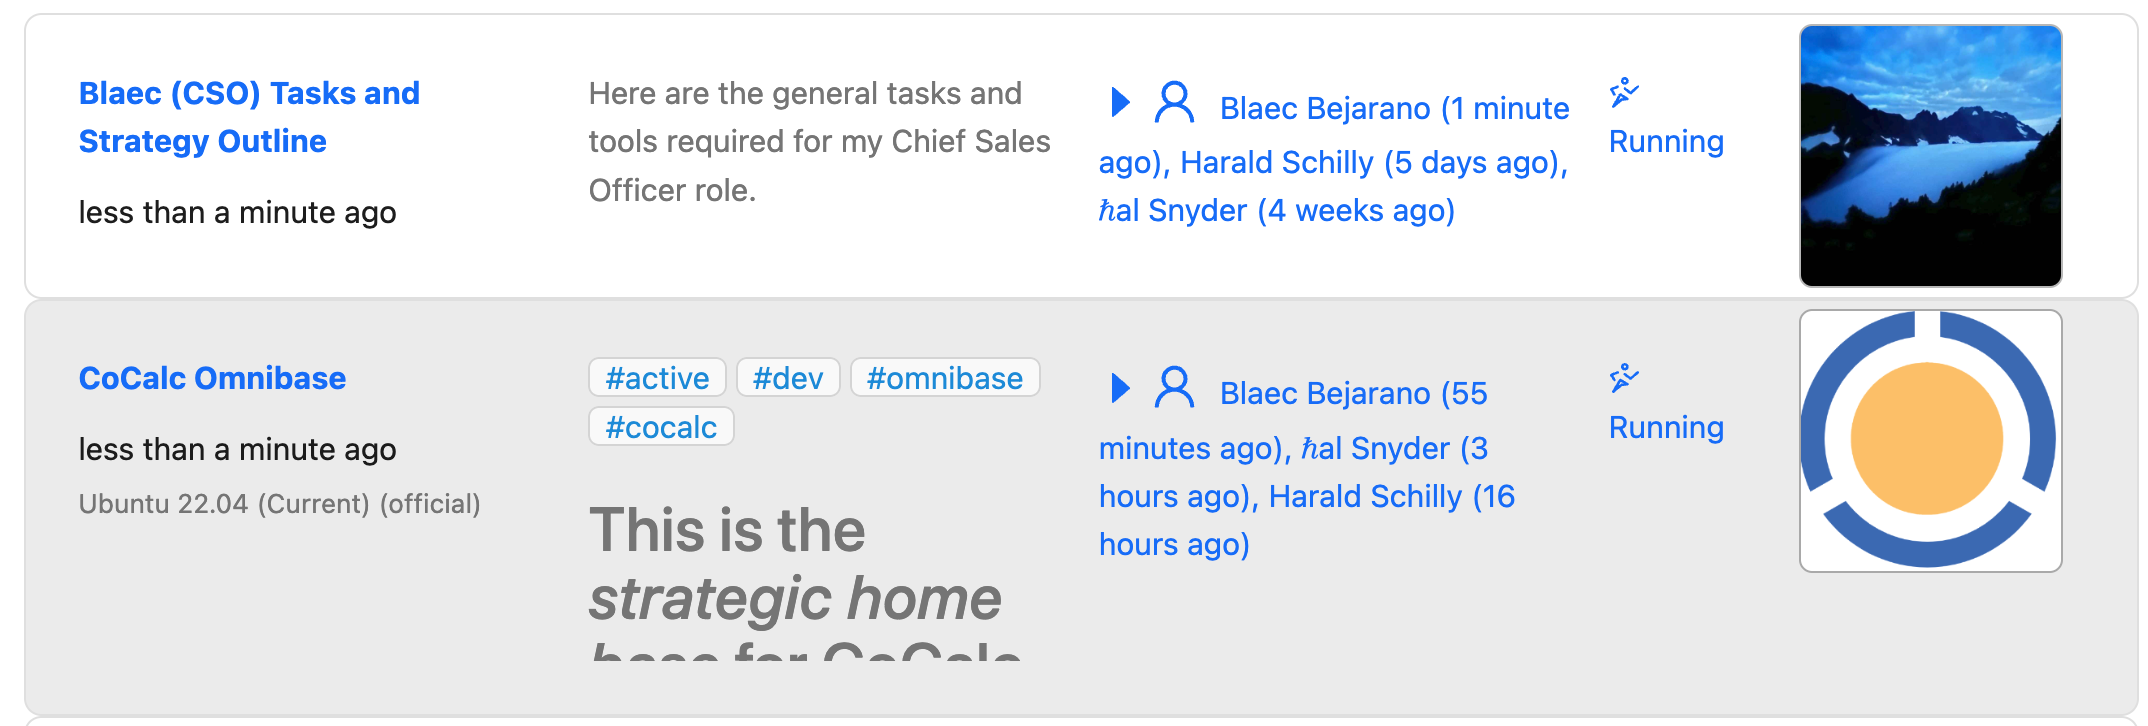 Blaec (CSO) Tasks and
Strategy Outline
less than a minute ago
Here are the general tasks and
tools required for my Chief Sales
Officer role.
Blaec Bejarano (1 minute
ago), Harald Schilly (5 days ago),
ℏal Snyder (4 weeks ago)
Running
CoCalc Omnibase
less than a minute ago
Ubuntu 22.04 (Current) (official)
#active #dev #omnibase
#cocalc
This is the
strategic home
base for CoCalc
Blaec Bejarano (55
minutes ago), ℏal Snyder (3
hours ago), Harald Schilly (16
hours ago)
Running